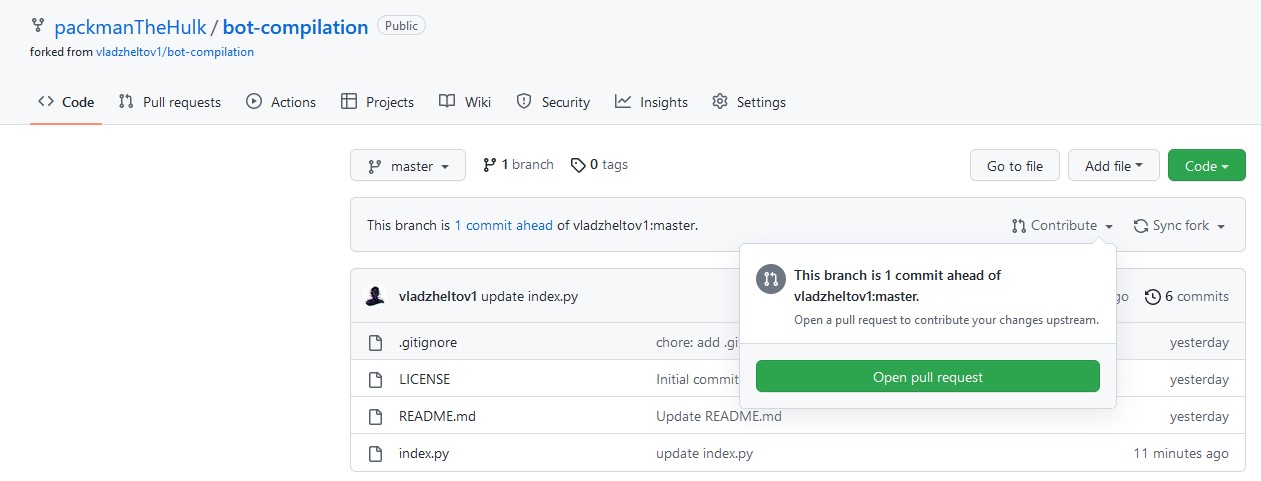 packmanTheHulk / bot-compilation Public
forked from vladzheltov1/bot-compilation
Code Pull requests Actions Projects Wiki Security Insights Settings
master 1 branch 0 tags Go to file Add file Code
This branch is 1 commit ahead of vladzheltov1:master. Contribute Sync fork
This branch is 1 commit ahead of
vladzheltov1:master.
Open a pull request to contribute your changes upstream.
Open pull request
vladzheltov1 update index.py go 6 commits
.gitignore chore: add .gi yesterday
LICENSE Initial commit yesterday
README.md Update README.md yesterday
index.py update index.py 11 minutes ago